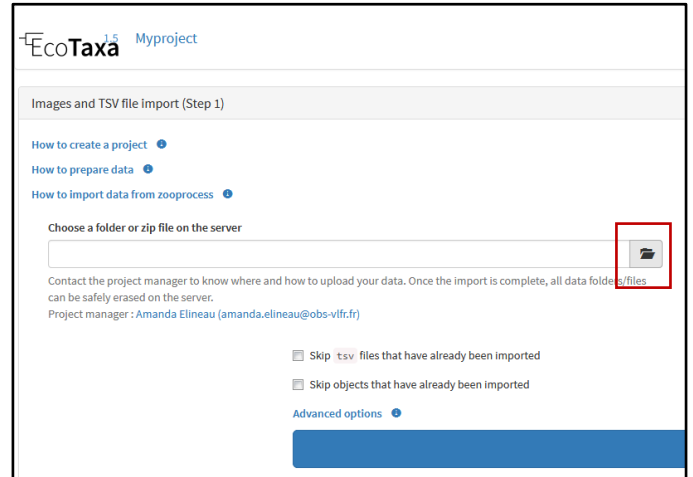 EcoTaxa 1.5 Myproject
Images and TSV file import (Step 1)
How to create a project
How to prepare data
How to import data from zooprocess
Choose a folder or zip file on the server
Contact the project manager to know where and how to upload your data. Once the import is complete, all data folders/files
can be safely erased on the server.
Project manager : Amanda Elineau (amanda.elineau@obs-vlfr.fr)
Skip tsv files that have already been imported
Skip objects that have already been imported
Advanced options